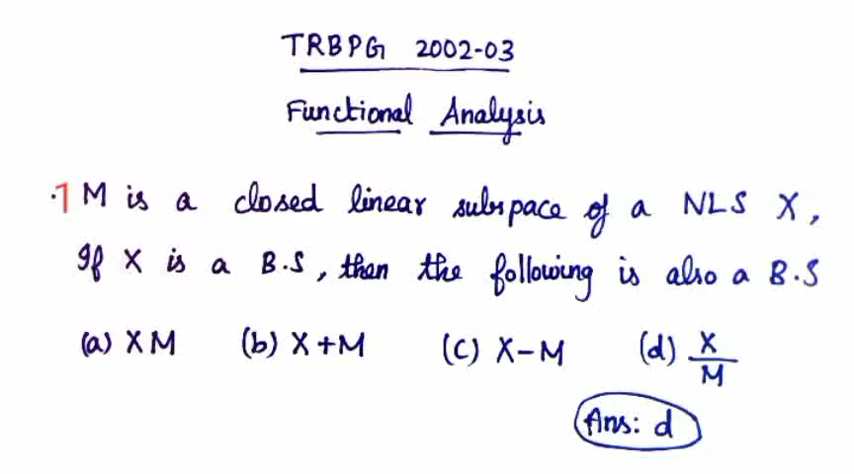 TRBPG 2002-03
Functional Analysis
.1 M is a closed linear subspace of a NLS X,
If X is a B.S, then the following is also a B.S
(a) XM (b) X+M (C) X-M (d) X/M
Ans: d